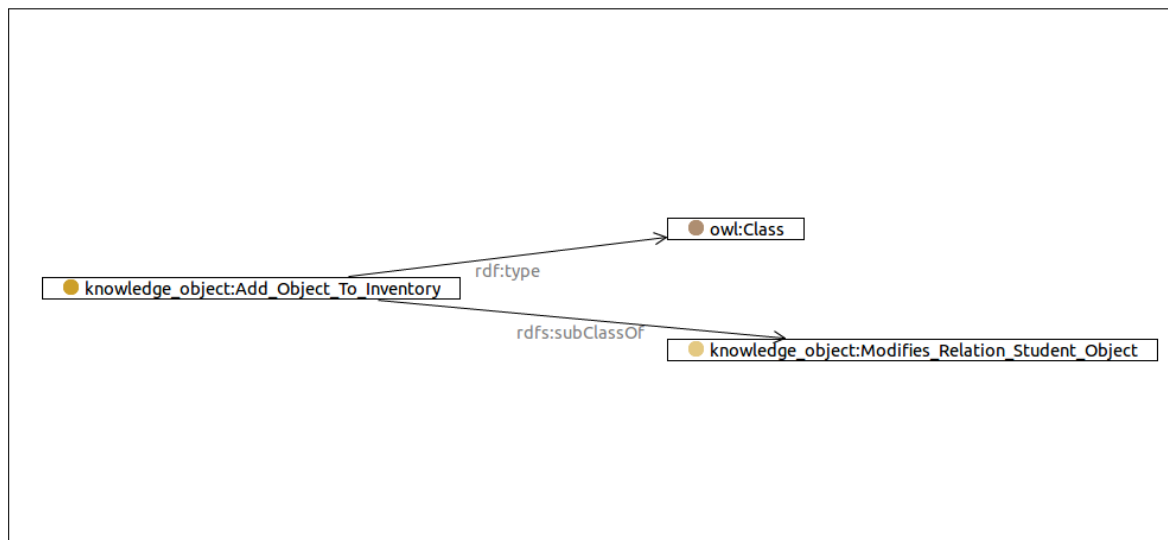 owl:Class
rdf:type
knowledge_object:Add_Object_To_Inventory
rdfs:subClassOf
knowledge_object:Modifies_Relation_Student_Object